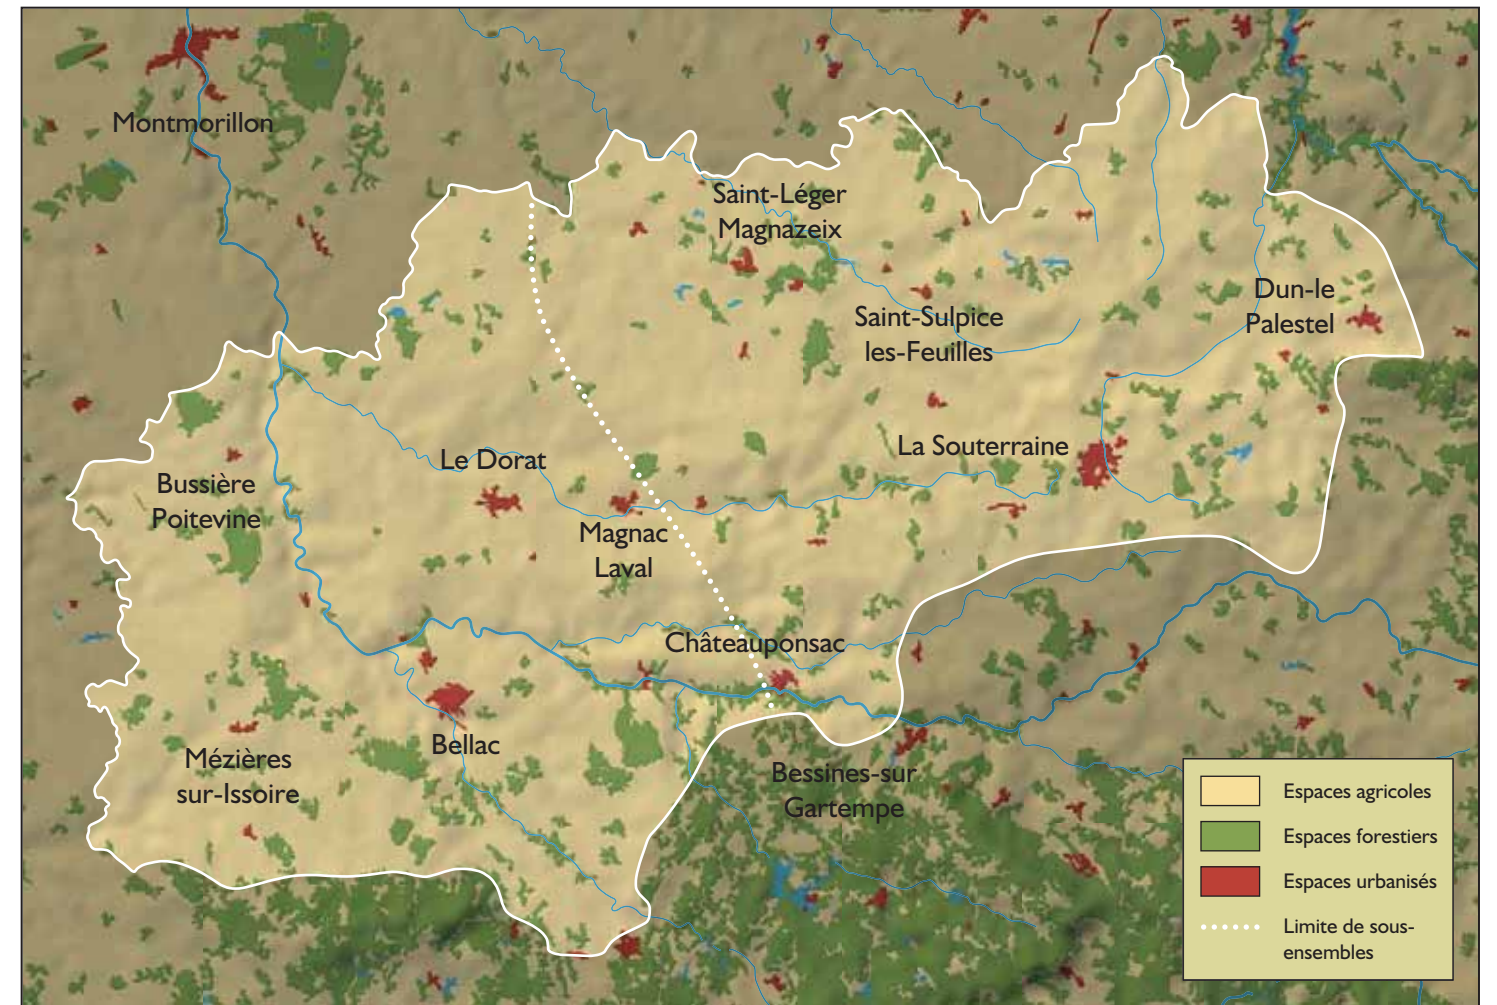 Montmorillon
Saint-Léger
Magnazeix
Dun-le
Palestel
Saint-Sulpice
les-Feuilles
La Souterraine
Le Dorat
Bussière
Poitevine
Magnac
Laval
Châteauponsac
Bellac
Mézières
sur-Issoire
Bessines-sur
Gartempe
Espaces agricoles
Espaces forestiers
Espaces urbanisés
Limite de sous-
ensembles